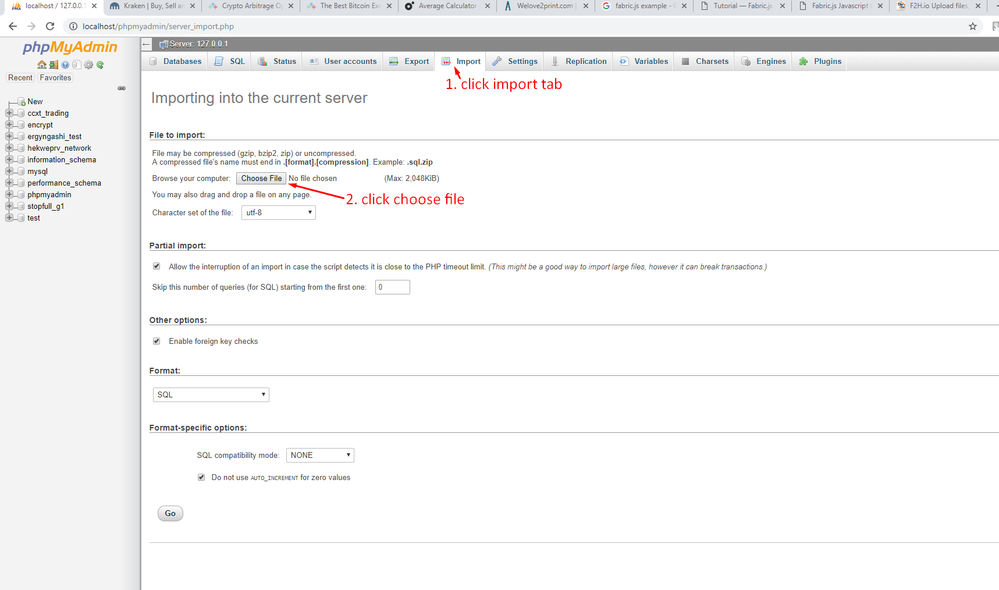 localhost / 127.0.0.1
Kraken | Buy, Sell an
Crypto Arbitrage Op
The Best Bitcoin Exc
Average Calculator
Welove2print.com |
fabric.js example - G
Tutorial — Fabric.js
Fabric.js Javascript C
F2H.io Upload files,
localhost/phpmyadmin/server_import.php
phpMyAdmin
Recent
Favorites
New
ccxt_trading
encrypt
ergyngashi_test
hekweprv_network
information_schema
mysql
performance_schema
phpmyadmin
stopfull_g1
test
Server: 127.0.0.1
Databases
SQL
Status
User accounts
Export
Import
Settings
Replication
Variables
Charsets
Engines
Plugins
1. click import tab
Importing into the current server
File to import:
File may be compressed (gzip, bzip2, zip) or uncompressed.
A compressed file's name must end in .[format].[compression]. Example: .sql.zip
Browse your computer: Choose File No file chosen (Max: 2,048KiB)
You may also drag and drop a file on any page.
2. click choose file
Character set of the file: utf-8
Partial import:
Allow the interruption of an import in case the script detects it is close to the PHP timeout limit. (This might be a good way to import large files, however it can break transactions.)
Skip this number of queries (for SQL) starting from the first one: 0
Other options:
Enable foreign key checks
Format:
SQL
Format-specific options:
SQL compatibility mode: NONE
Do not use AUTO_INCREMENT for zero values
Go